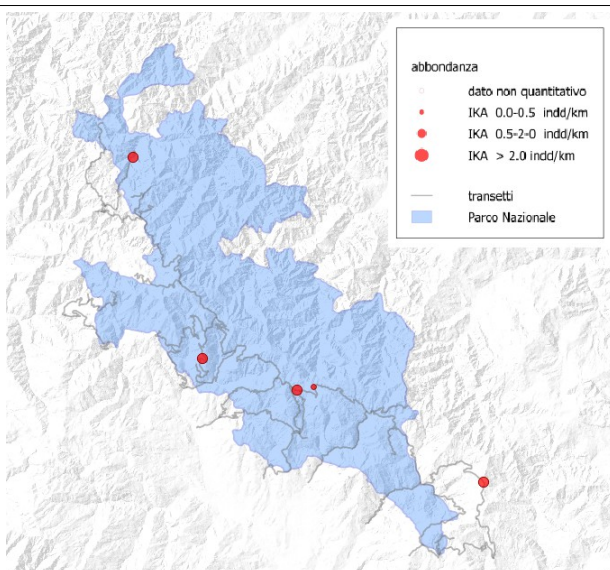 abbondanza
dato non quantitativo
IKA 0.0-0.5 indd/km
IKA 0.5-2-0 indd/km
IKA > 2.0 indd/km
transetti
Parco Nazionale